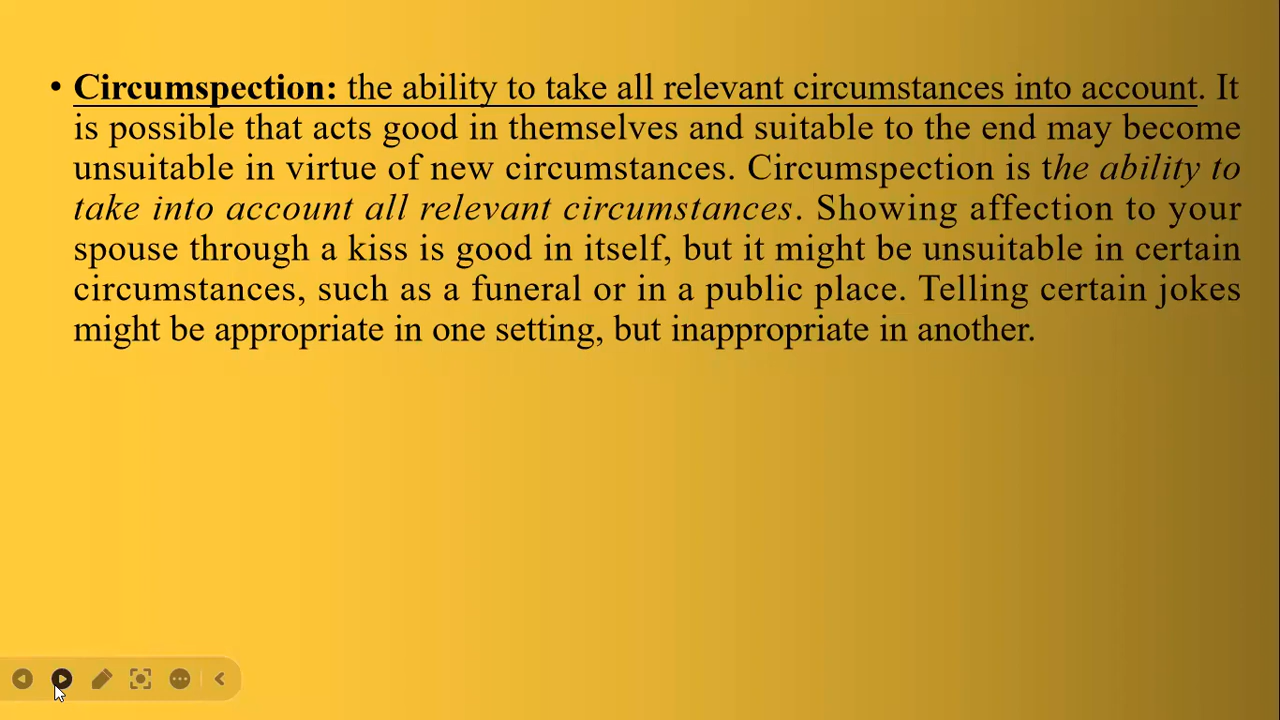 • Circumspection: the ability to take all relevant circumstances into account. It
is possible that acts good in themselves and suitable to the end may become
unsuitable in virtue of new circumstances. Circumspection is the ability to
take into account all relevant circumstances. Showing affection to your
spouse through a kiss is good in itself, but it might be unsuitable in certain
circumstances, such as a funeral or in a public place. Telling certain jokes
might be appropriate in one setting, but inappropriate in another.